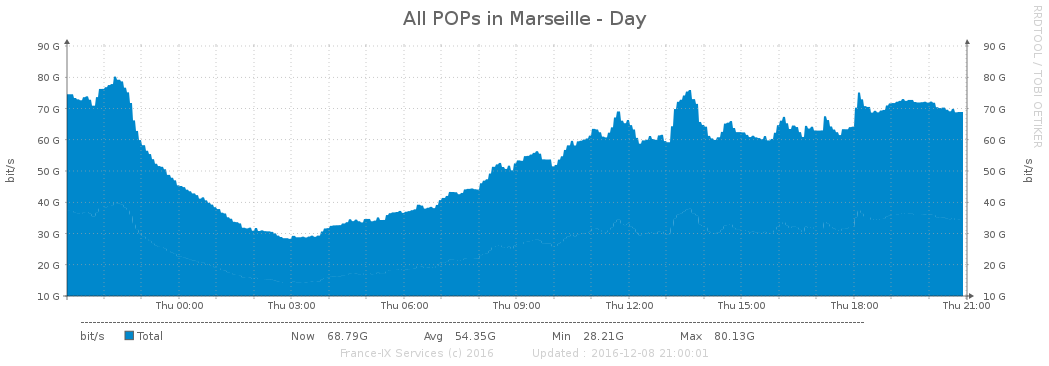 All POPs in Marseille - Day
RRDTOOL / TOBI OETIKER
90 G 90 G
80 G 80 G
70 G 70 G
60 G 60 G
50 G 50 G
40 G 40 G
30 G 30 G
20 G 20 G
10 G 10 G
bit/s bit/s
Thu 00:00 Thu 03:00 Thu 06:00 Thu 09:00 Thu 12:00 Thu 15:00 Thu 18:00 Thu 21:00
bit/s Total Now 68.79G Avg 54.35G Min 28.21G Max 80.13G
France-IX Services (c) 2016 Updated : 2016-12-08 21:00:01